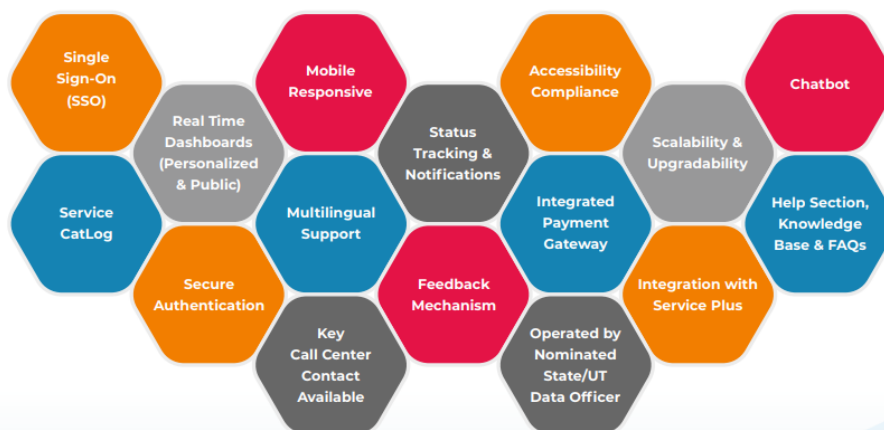 Single
Sign-On
(SSO)
Mobile
Responsive
Accessibility
Compliance
Chatbot
Real Time
Dashboards
(Personalized
& Public)
Status
Tracking &
Notifications
Scalability &
Upgradability
Service
CatLog
Multilingual
Support
Integrated
Payment
Gateway
Help Section,
Knowledge
Base & FAQs
Secure
Authentication
Feedback
Mechanism
Integration with
Service Plus
Key
Call Center
Contact
Available
Operated by
Nominated
State/UT
Data Officer